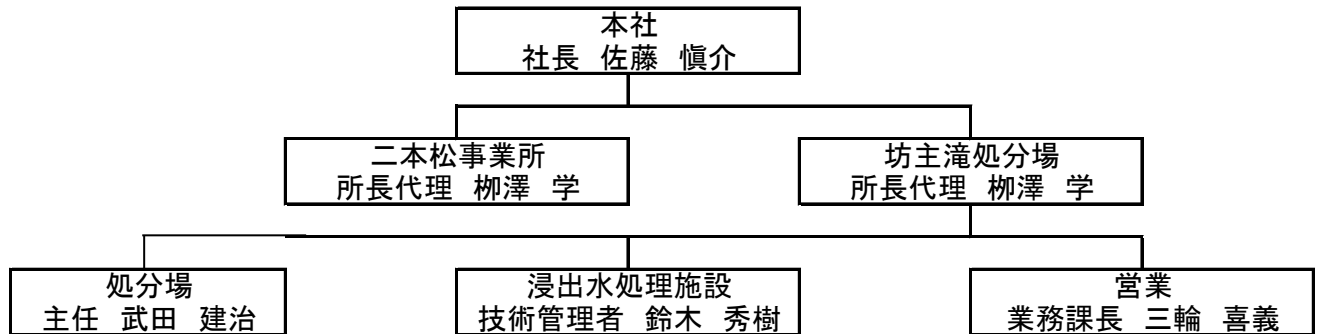 本社
社長 佐藤 愼介
二本松事業所
所長代理 栁澤 学
坊主滝処分場
所長代理 栁澤 学
処分場
主任 武田 建治
浸出水処理施設
技術管理者 鈴木 秀樹
営業
業務課長 三輪 喜義